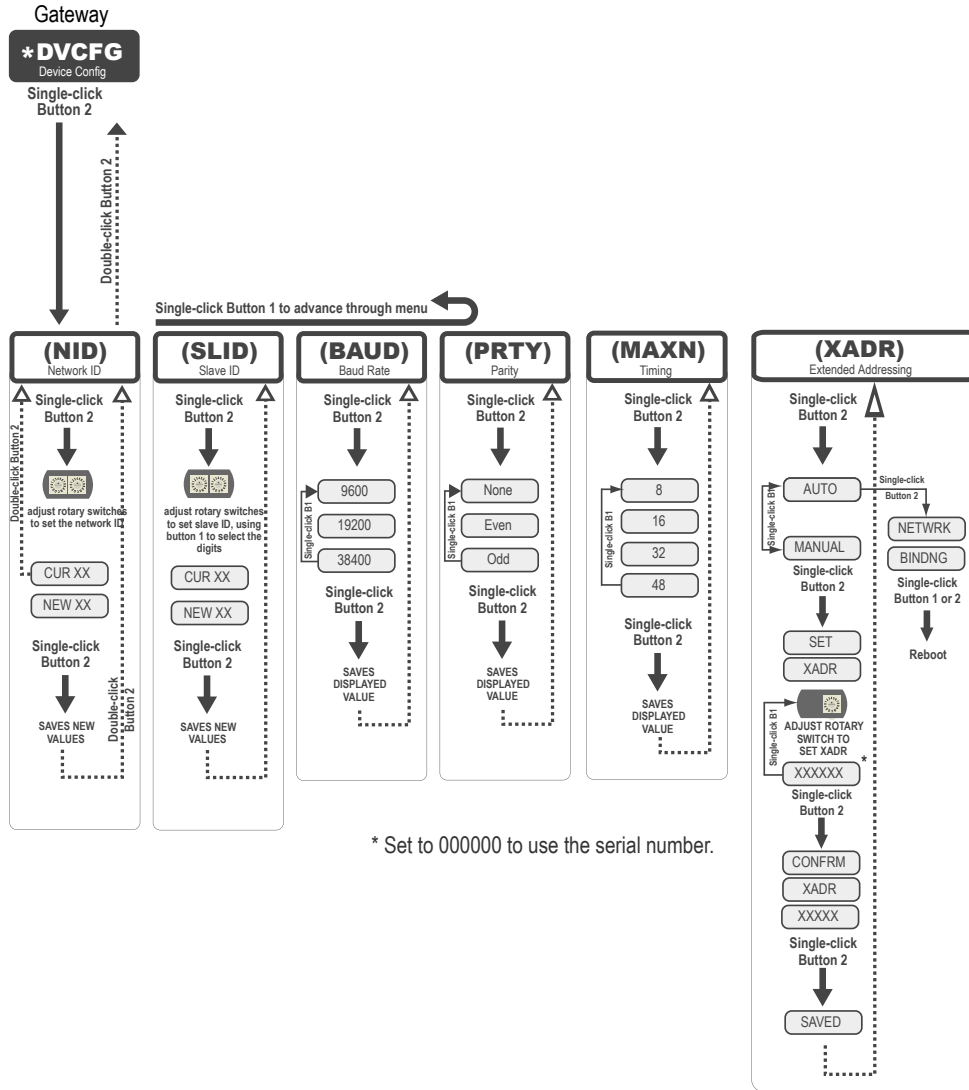 Gateway
*DVCFG
Device Config
Single-click
Button 2
Double-click Button 2
Single-click Button 1 to advance through menu
(NID)
Network ID
Single-click
Button 2
Double-click Button 2
adjust rotary switches
to set the network ID
CUR XX
NEW XX
Single-click
Button 2
SAVES NEW
VALUES
Double-click
Button 2
(SLID)
Slave ID
Single-click
Button 2
adjust rotary switches
to set slave ID, using
button 1 to select the
digits
CUR XX
NEW XX
Single-click
Button 2
SAVES NEW
VALUES
(BAUD)
Baud Rate
Single-click
Button 2
Single-click B1
9600
19200
38400
Single-click
Button 2
SAVES
DISPLAYED
VALUE
(PRTY)
Parity
Single-click
Button 2
Single-click B1
None
Even
Odd
Single-click
Button 2
SAVES
DISPLAYED
VALUE
(MAXN)
Timing
Single-click
Button 2
Single-click B1
8
16
32
48
Single-click
Button 2
SAVES
DISPLAYED
VALUE
(XADR)
Extended Addressing
Single-click
Button 2
Single-click B1
AUTO
MANUAL
Single-click
Button 2
NETWRK
BINDNG
Single-click
Button 1 or 2
Reboot
Single-click
Button 2
SET
XADR
Single-click B1
ADJUST ROTARY
SWITCH TO
SET XADR
XXXXXX *
Single-click
Button 2
CONFRM
XADR
XXXXX
Single-click
Button 2
SAVED
* Set to 000000 to use the serial number.